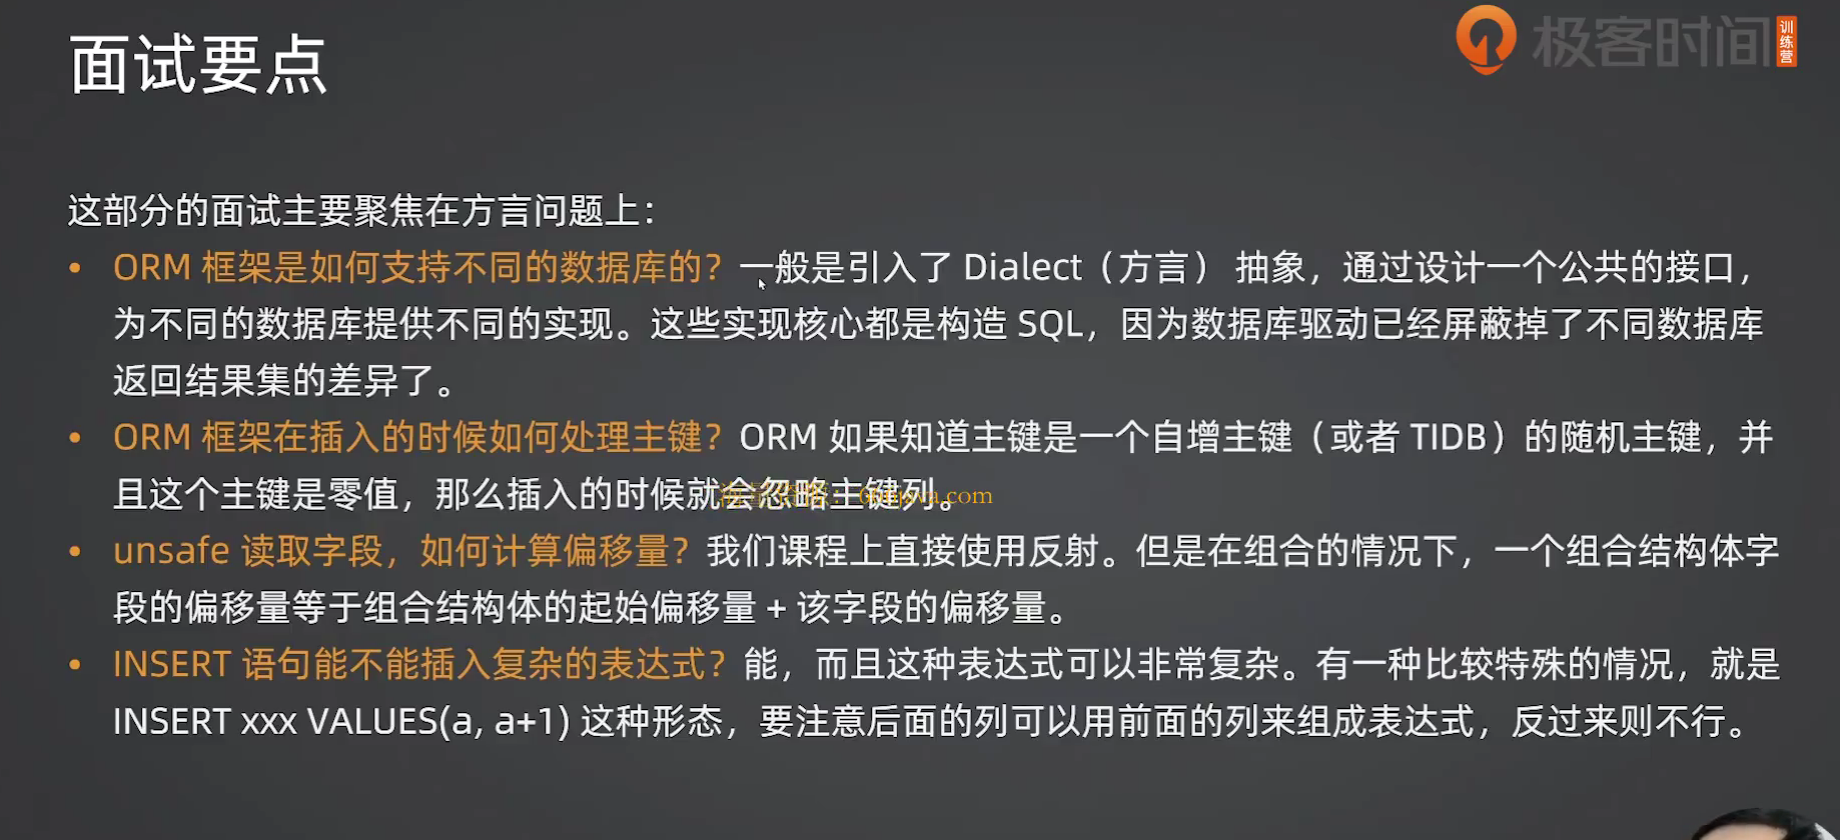 面试要点
极客时间
训练营
这部分的面试主要聚焦在方言问题上：
• ORM 框架是如何支持不同的数据库的？一般是引入了 Dialect（方言） 抽象，通过设计一个公共的接口，
为不同的数据库提供不同的实现。这些实现核心都是构造 SQL，因为数据库驱动已经屏蔽掉了不同数据库
返回结果集的差异了。
• ORM 框架在插入的时候如何处理主键？ORM 如果知道主键是一个自增主键（或者 TIDB）的随机主键，并
且这个主键是零值，那么插入的时候就会忽略主键列。
• unsafe 读取字段，如何计算偏移量？我们课程上直接使用反射。但是在组合的情况下，一个组合结构体字
段的偏移量等于组合结构体的起始偏移量 + 该字段的偏移量。
• INSERT 语句能不能插入复杂的表达式？能，而且这种表达式可以非常复杂。有一种比较特殊的情况，就是
INSERT xxx VALUES(a, a+1) 这种形态，要注意后面的列可以用前面的列来组成表达式，反过来则不行。